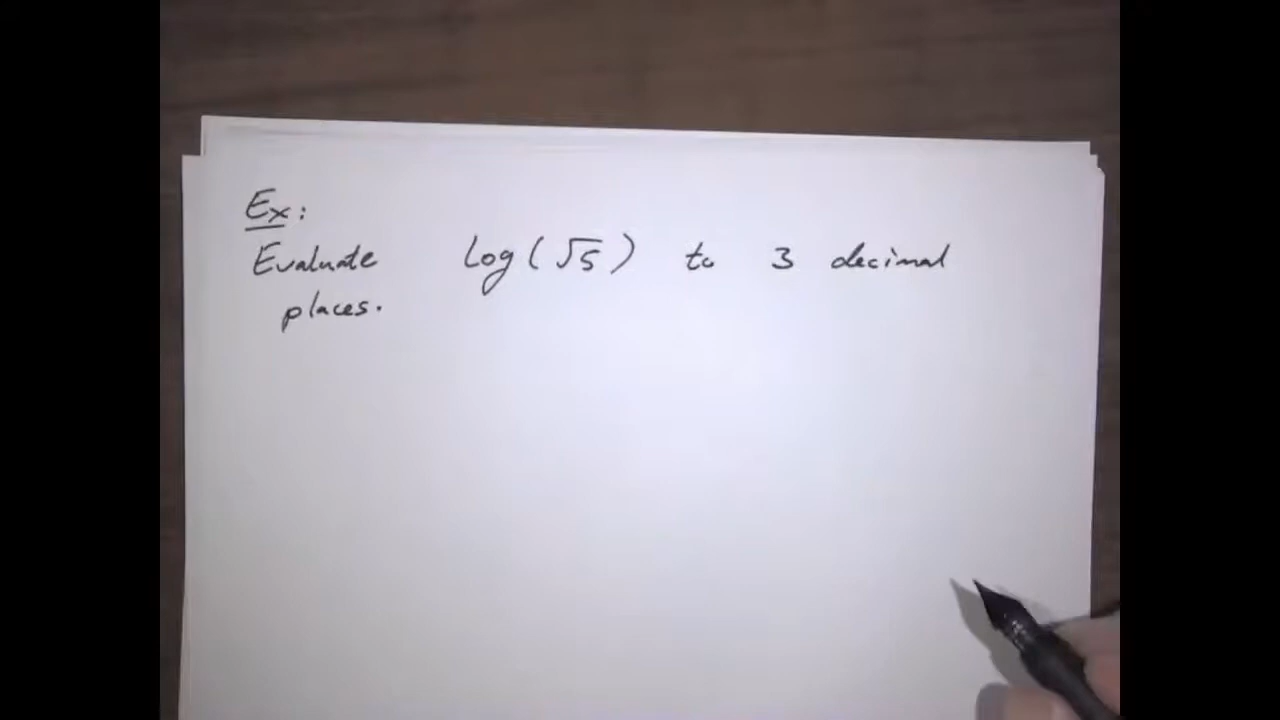 Ex:
Evaluate log(√5) to 3 decimal
places.